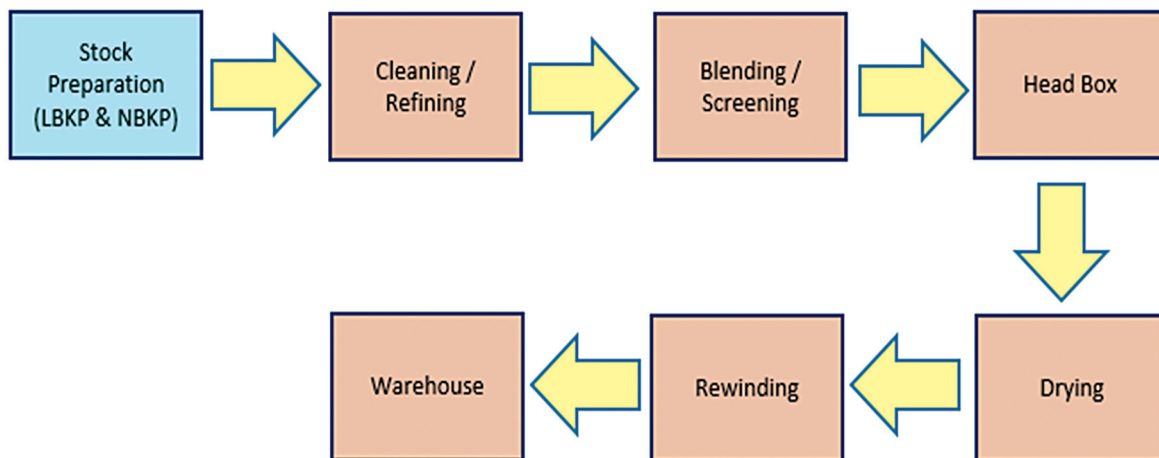 Stock
Preparation
(LBKP & NBKP)
Cleaning /
Refining
Blending /
Screening
Head Box
Drying
Rewinding
Warehouse